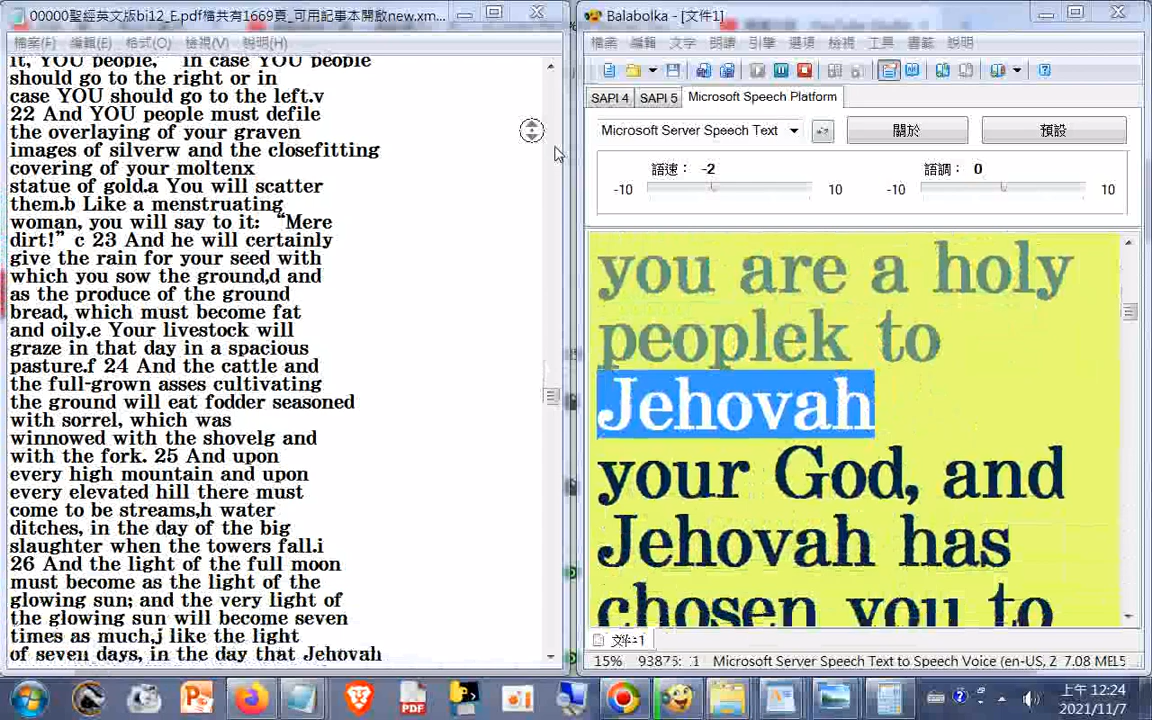 00000聖經英文版bi12_E.pdf檔共有1669頁_可用記事本開啟new.xm...
檔案(F) 編輯(E) 格式(O) 檢視(V) 說明(H)
it, YOU people, in case YOU people
should go to the right or in
case YOU should go to the left.v
22 And YOU people must defile
the overlaying of your graven
images of silverw and the closefitting
covering of your moltenx
statue of gold.a You will scatter
them.b Like a menstruating
woman, you will say to it: “Mere
dirt!” c 23 And he will certainly
give the rain for your seed with
which you sow the ground,d and
as the produce of the ground
bread, which must become fat
and oily.e Your livestock will
graze in that day in a spacious
pasture.f 24 And the cattle and
the full-grown asses cultivating
the ground will eat fodder seasoned
with sorrel, which was
winnowed with the shovelg and
with the fork. 25 And upon
every high mountain and upon
every elevated hill there must
come to be streams,h water
ditches, in the day of the big
slaughter when the towers fall.i
26 And the light of the full moon
must become as the light of the
glowing sun; and the very light of
the glowing sun will become seven
times as much,j like the light
of seven days, in the day that Jehovah
Balabolka - [文件1]
檔案 編輯 文字 朗讀 引擎 選項 檢視 工具 書籤 說明
SAPI 4 SAPI 5 Microsoft Speech Platform
Microsoft Server Speech Text 關於 預設
語速： -2 語調： 0
-10 10 -10 10
you are a holy
peoplek to
Jehovah
your God, and
Jehovah has
chosen you to
文件1
15% 93875: :1 Microsoft Server Speech Text to Speech Voice (en-US, 2 7.08 MEL5
PDF
上午 12:24
2021/11/7